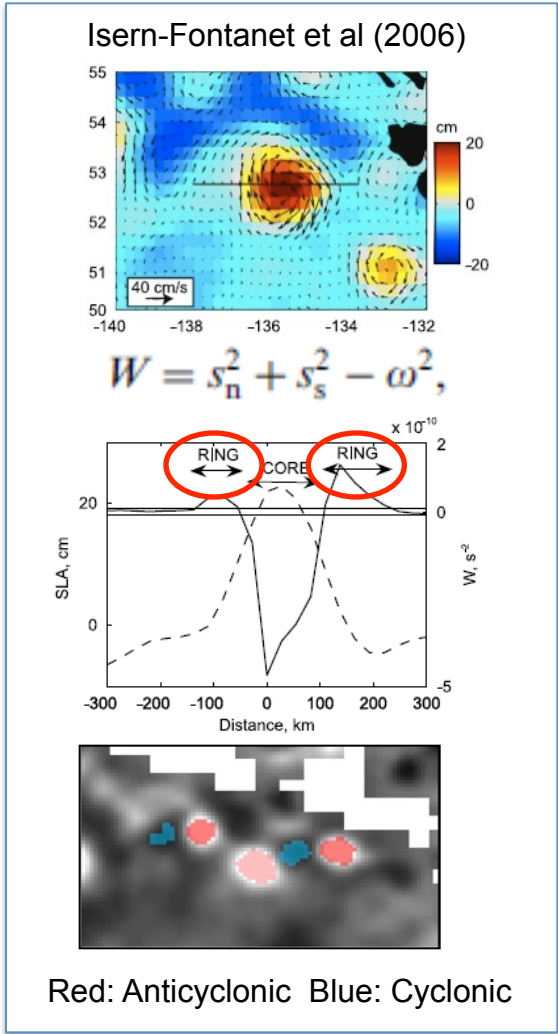 Isern-Fontanet et al (2006)
55
54
53
52
51
50
-140
-138
-136
-134
-132
40 cm/s
cm
20
0
-20
W = s_n^2 + s_s^2 − ω^2,
x 10^-10
RING
CORE
RING
2
0
-5
20
0
SLA, cm
W, s^-2
-300 -200 -100 0 100 200 300
Distance, km
Red: Anticyclonic Blue: Cyclonic